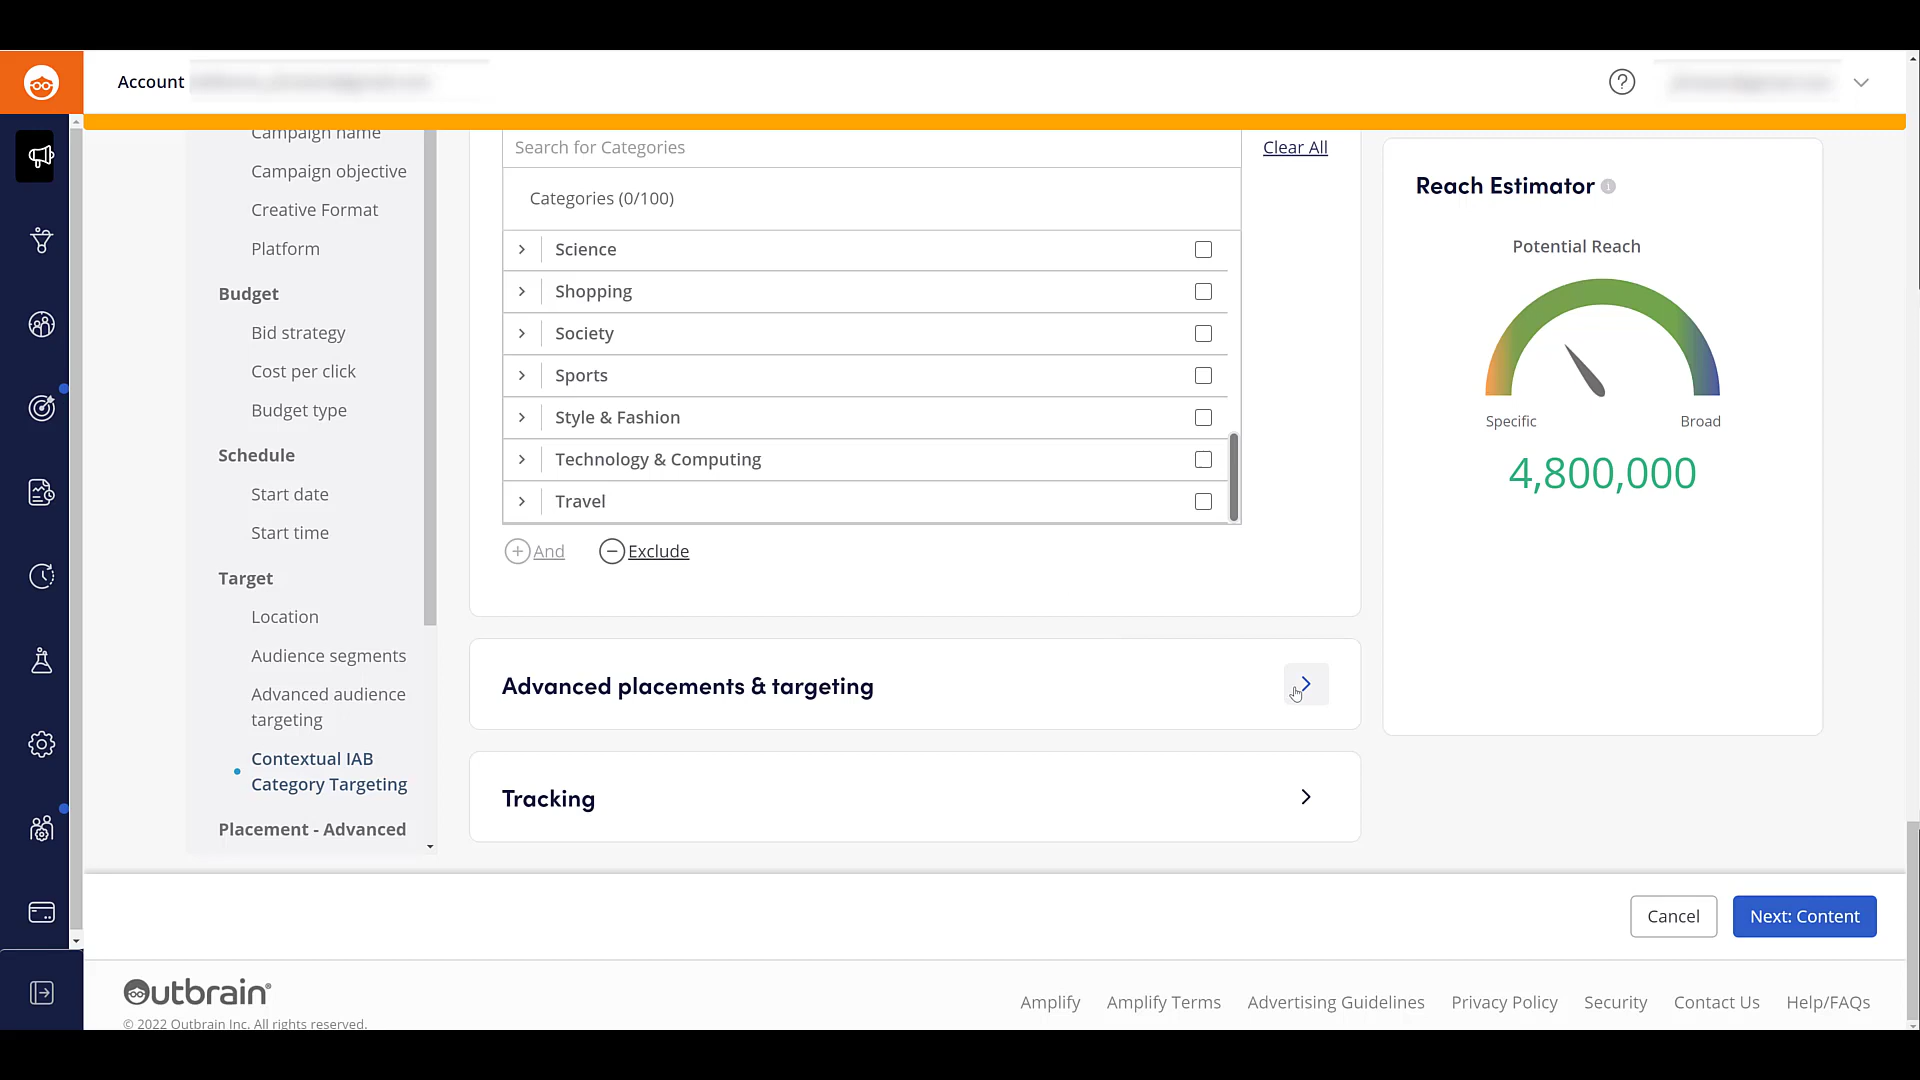 Account
Campaign name
Campaign objective
Creative Format
Platform
Budget
Bid strategy
Cost per click
Budget type
Schedule
Start date
Start time
Target
Location
Audience segments
Advanced audience
targeting
Contextual IAB
Category Targeting
Placement - Advanced
Search for Categories
Clear All
Categories (0/100)
Science
Shopping
Society
Sports
Style & Fashion
Technology & Computing
Travel
And
Exclude
Advanced placements & targeting
Tracking
Reach Estimator
Potential Reach
Specific
Broad
4,800,000
Cancel
Next: Content
Outbrain
© 2022 Outbrain Inc. All rights reserved.
Amplify
Amplify Terms
Advertising Guidelines
Privacy Policy
Security
Contact Us
Help/FAQs